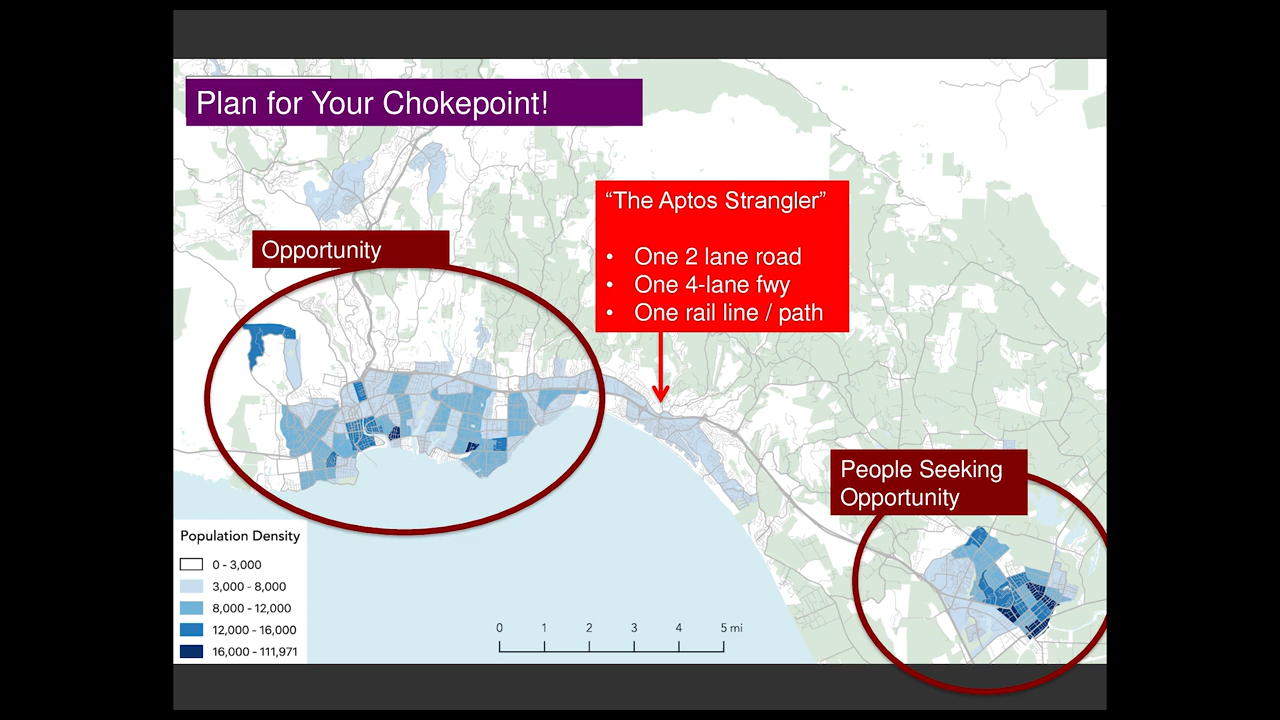 Plan for Your Chokepoint!
“The Aptos Strangler”
• One 2 lane road
• One 4-lane fwy
• One rail line / path
Opportunity
People Seeking
Opportunity
Population Density
0 - 3,000
3,000 - 8,000
8,000 - 12,000
12,000 - 16,000
16,000 - 111,971
0 1 2 3 4 5 mi